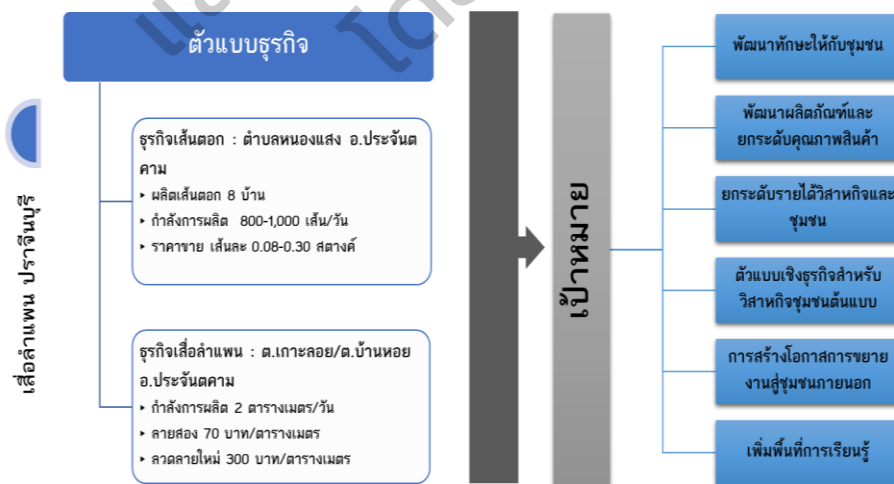 ตัวแบบธุรกิจ
เสื่อลำแพน ปราจีนบุรี
ธุรกิจเส้นตอก : ตำบลหนองแสง อ.ประจันต
คาม
‣ ผลิตเส้นตอก 8 บ้าน
‣ กำลังการผลิต 800-1,000 เส้น/วัน
‣ ราคาขาย เส้นละ 0.08-0.30 สตางค์
ธุรกิจเสื่อลำแพน : ต.เกาะลอย/ต.บ้านหอย
อ.ประจันตคาม
‣ กำลังการผลิต 2 ตารางเมตร/วัน
‣ ลายสอง 70 บาท/ตารางเมตร
‣ ลวดลายใหม่ 300 บาท/ตารางเมตร
เป้าหมาย
พัฒนาทักษะให้กับชุมชน
พัฒนาผลิตภัณฑ์และ
ยกระดับคุณภาพสินค้า
ยกระดับรายได้วิสาหกิจและ
ชุมชน
ตัวแบบเชิงธุรกิจสำหรับ
วิสาหกิจชุมชนต้นแบบ
การสร้างโอกาสการขยาย
งานสู่ชุมชนภายนอก
เพิ่มพื้นที่การเรียนรู้